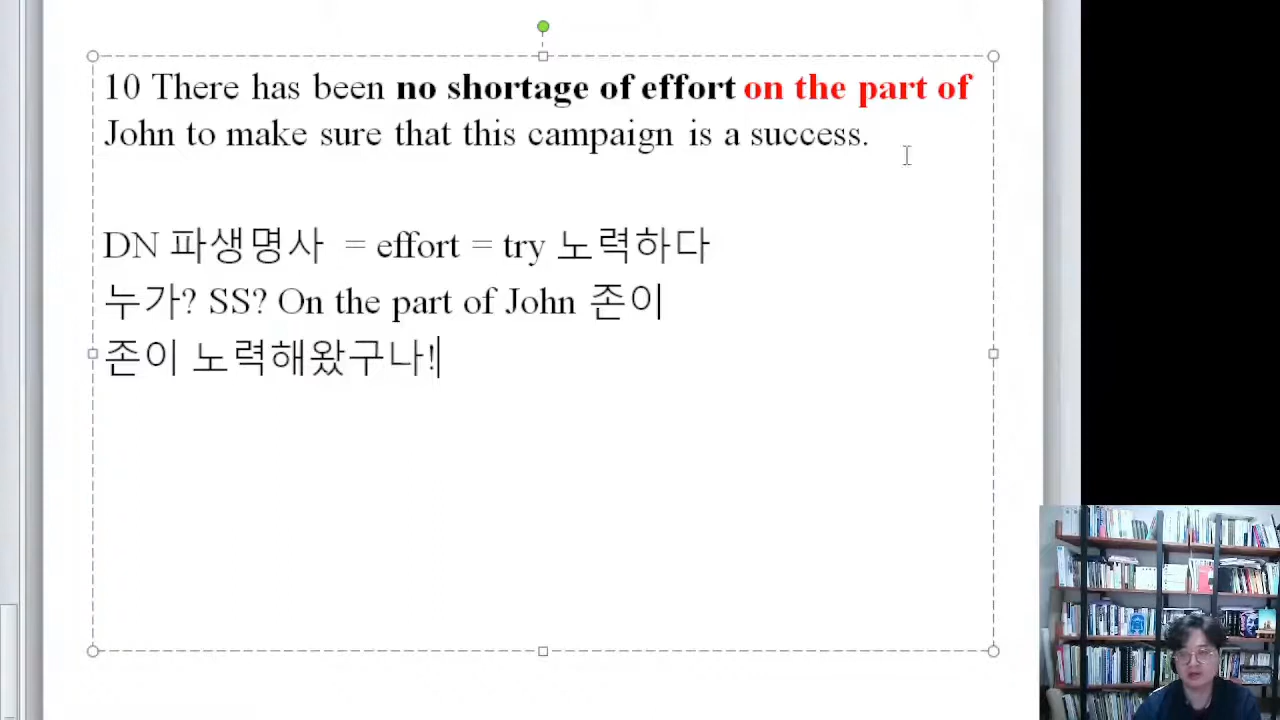 10 There has been no shortage of effort on the part of
John to make sure that this campaign is a success.
DN 파생명사 = effort = try 노력하다
누가? SS? On the part of John 존이
존이 노력해왔구나!